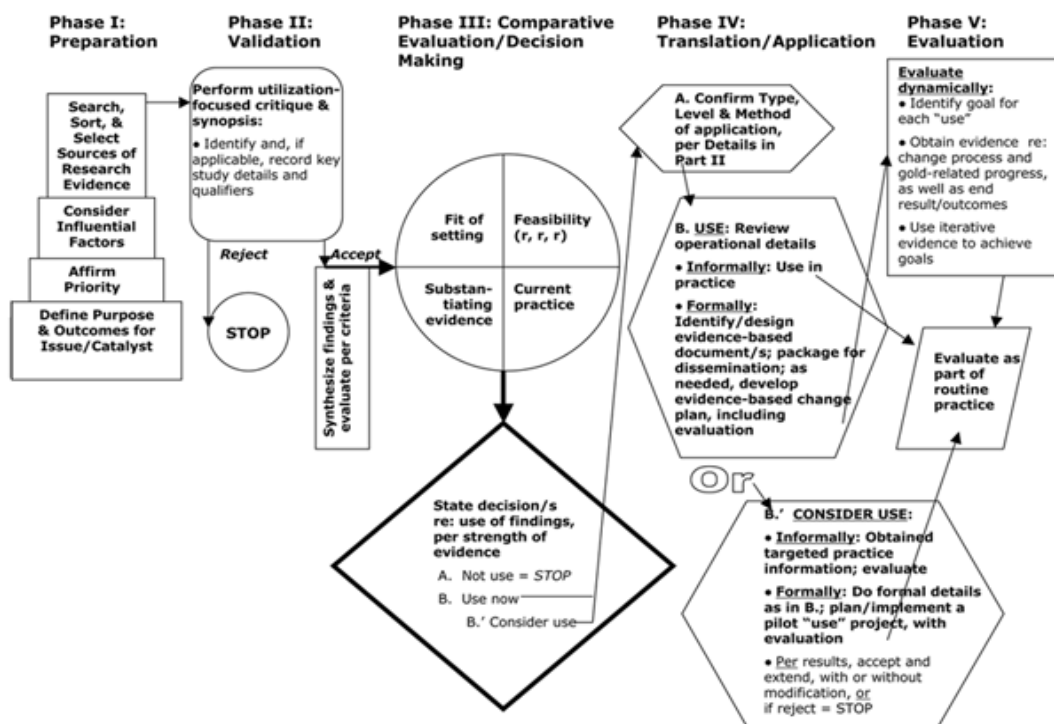 Phase I:
Preparation
Phase II:
Validation
Phase III: Comparative
Evaluation/Decision
Making
Phase IV:
Translation/Application
Phase V:
Evaluation
Search,
Sort, &
Select
Sources of
Research
Evidence
Consider
Influential
Factors
Affirm
Priority
Define Purpose
& Outcomes for
Issue/Catalyst
Perform utilization-
focused critique &
synopsis:
● Identify and, if
applicable, record key
study details and
qualifiers
Reject
Accept
STOP
Synthesize findings &
evaluate per criteria
Fit of
setting
Feasibility
(r, r, r)
Substan-
tiating
evidence
Current
practice
State decision/s
re: use of findings,
per strength of
evidence
A. Not use = STOP
B. Use now
B.’ Consider use
A. Confirm Type,
Level & Method
of application,
per Details in
Part II
B. USE: Review
operational details
● Informally: Use in
practice
● Formally:
Identify/design
evidence-based
document/s; package
for dissemination; as
needed, develop
evidence-based change
plan, including
evaluation
Or
B.’ CONSIDER USE:
● Informally: Obtained
targeted practice
information; evaluate
● Formally: Do formal details
as in B.; plan/implement a
pilot “use” project, with
evaluation
● Per results, accept and
extend, with or without
modification, or
if reject = STOP
Evaluate
dynamically:
● Identify goal for
each “use”
● Obtain evidence re:
change process and
gold-related progress,
as well as end
result/outcomes
● Use iterative
evidence to achieve
goals
Evaluate as
part of
routine
practice